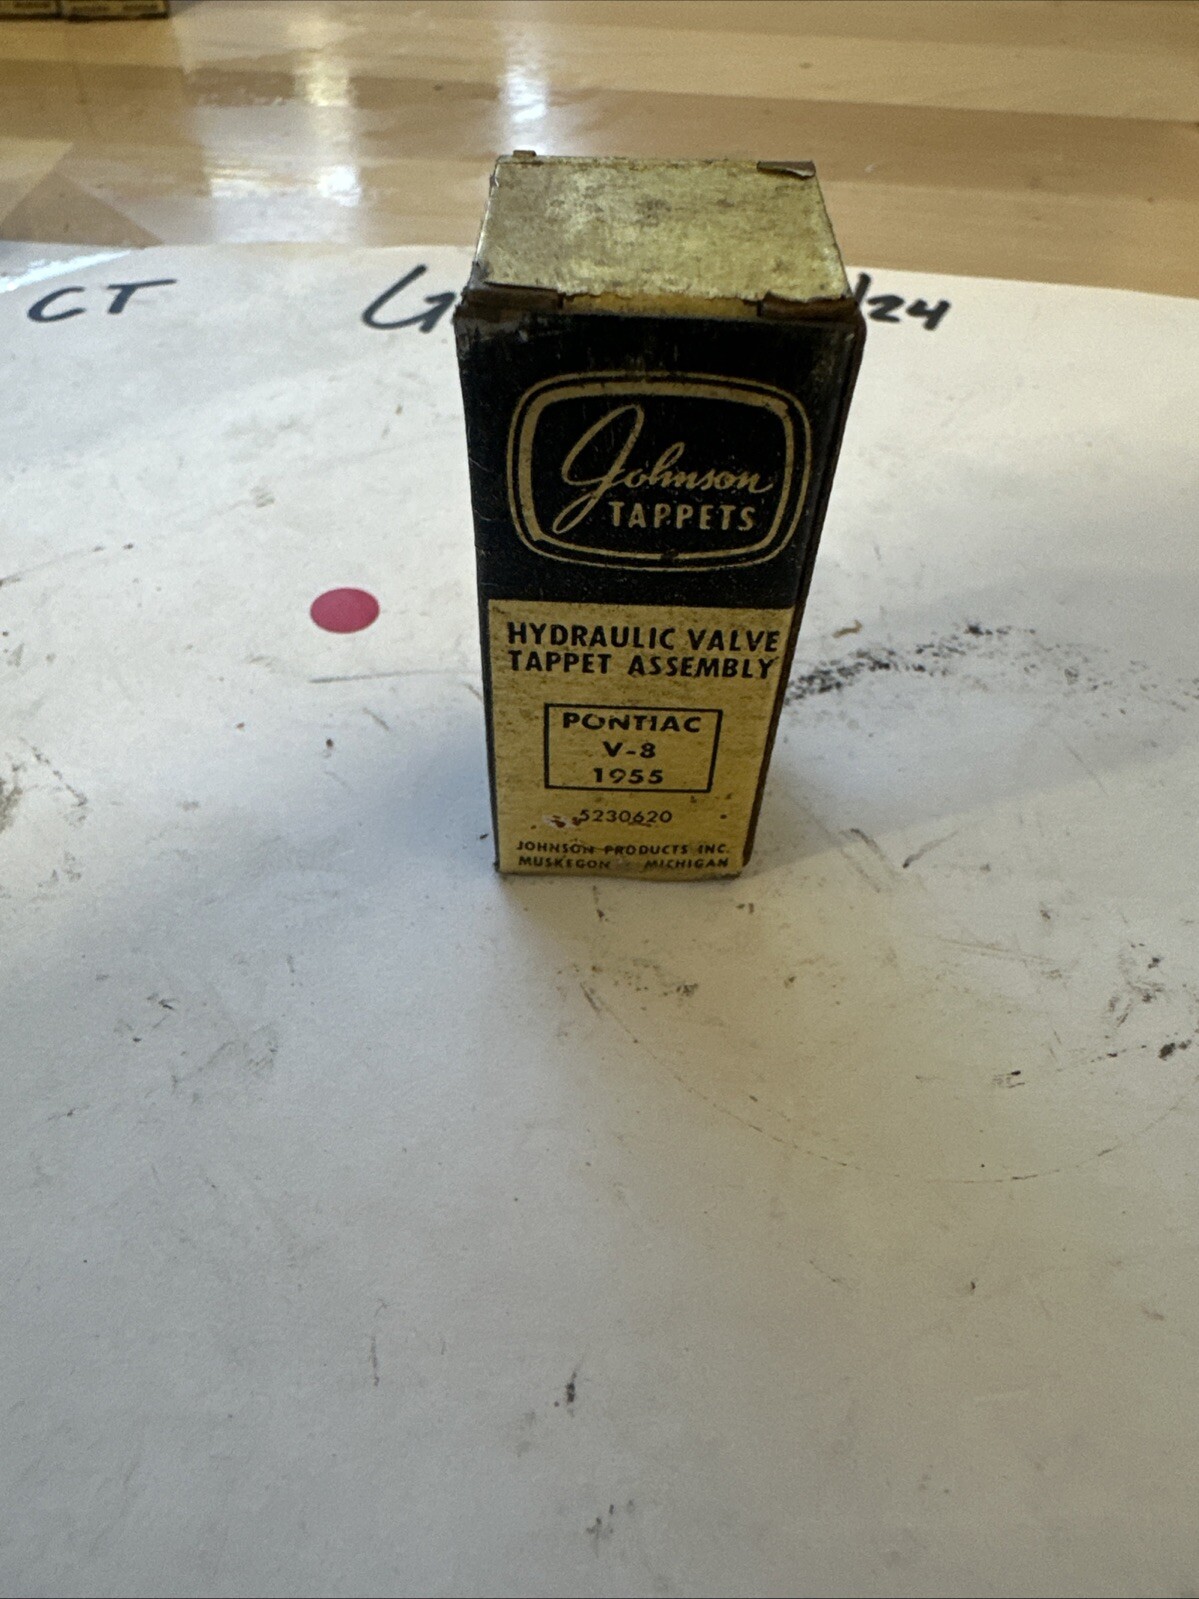 CT
G
/24
Johnson
TAPPETS
HYDRAULIC VALVE
TAPPET ASSEMBLY
PONTIAC
V-8
1955
5230620
JOHNSON PRODUCTS INC.
MUSKEGON MICHIGAN